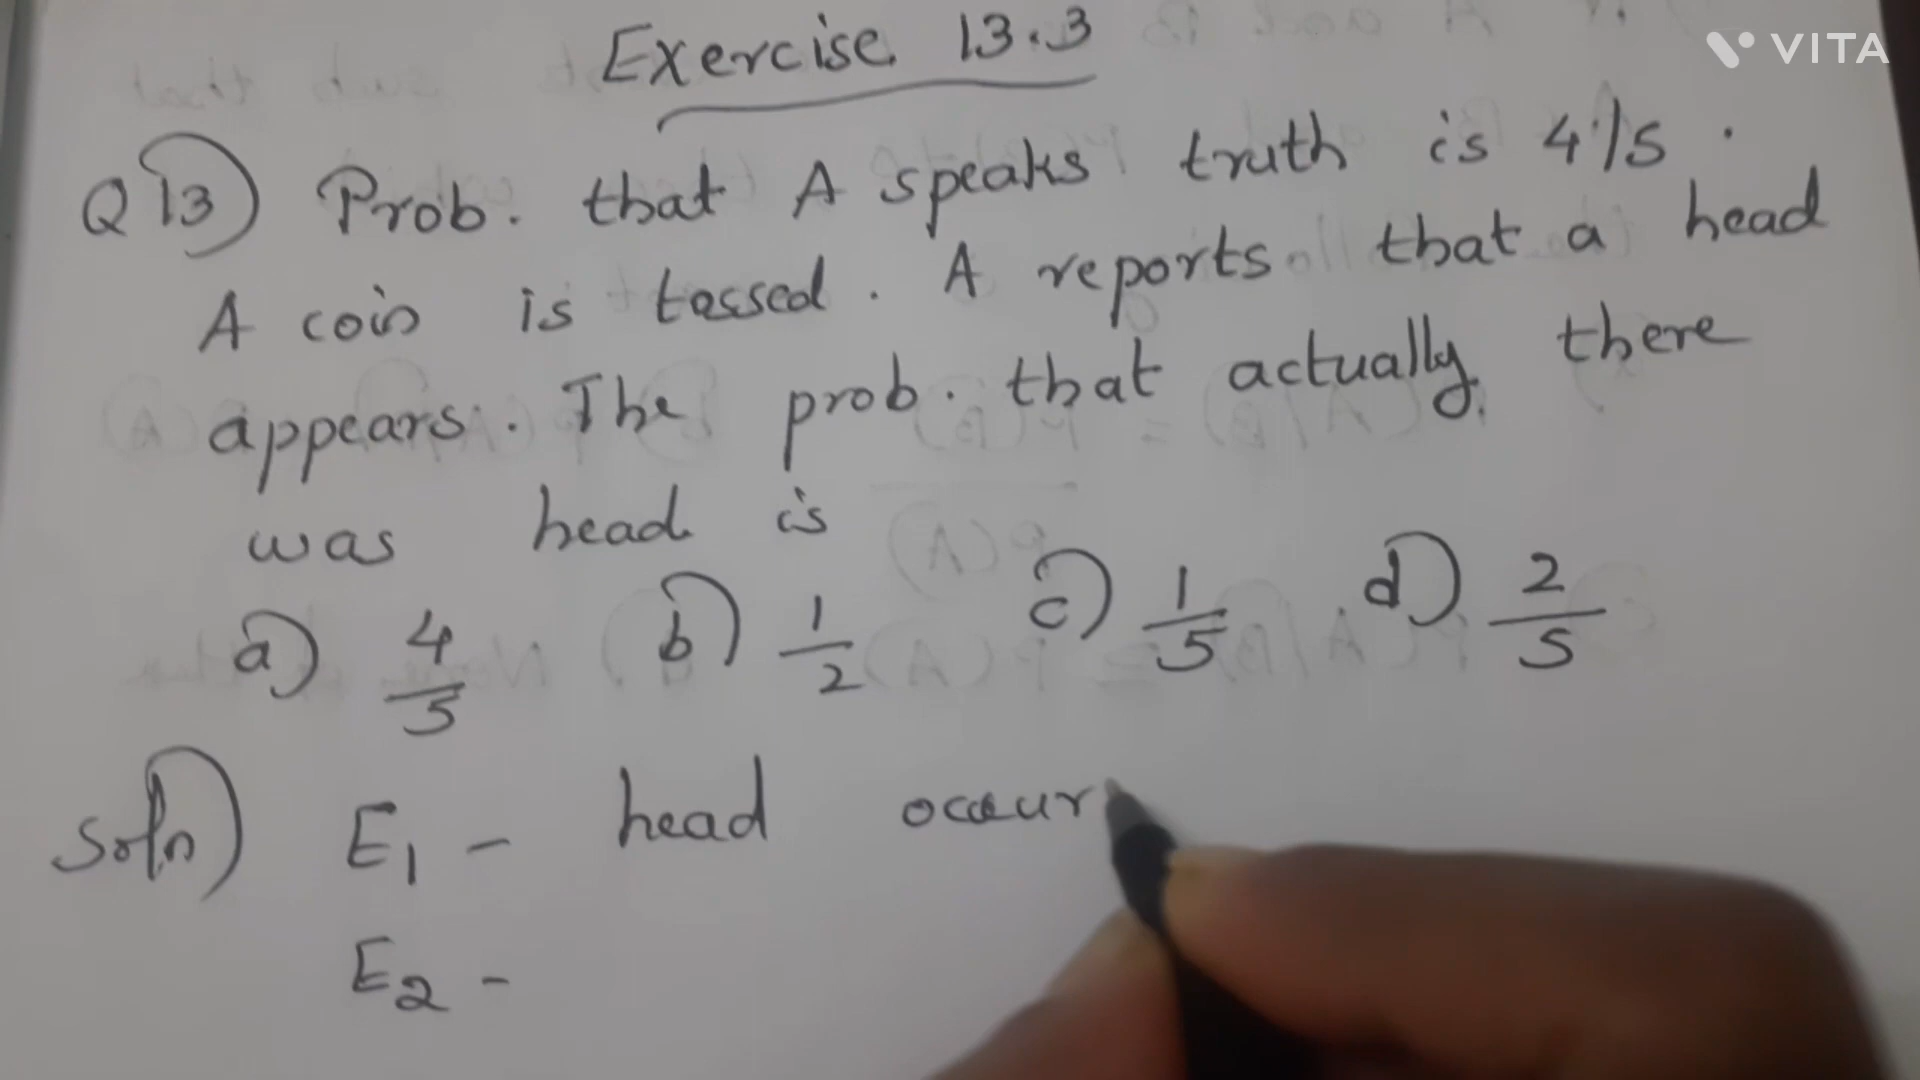 VITA
Exercise 13.3
Q13) Prob. that A speaks truth is 4/5.
A coin is tossed. A reports that a head
appears. The prob. that actually there
was head is
a) 4/5 b) 1/2 c) 1/5 d) 2/5
Soln) E1 - head occur
E2 -